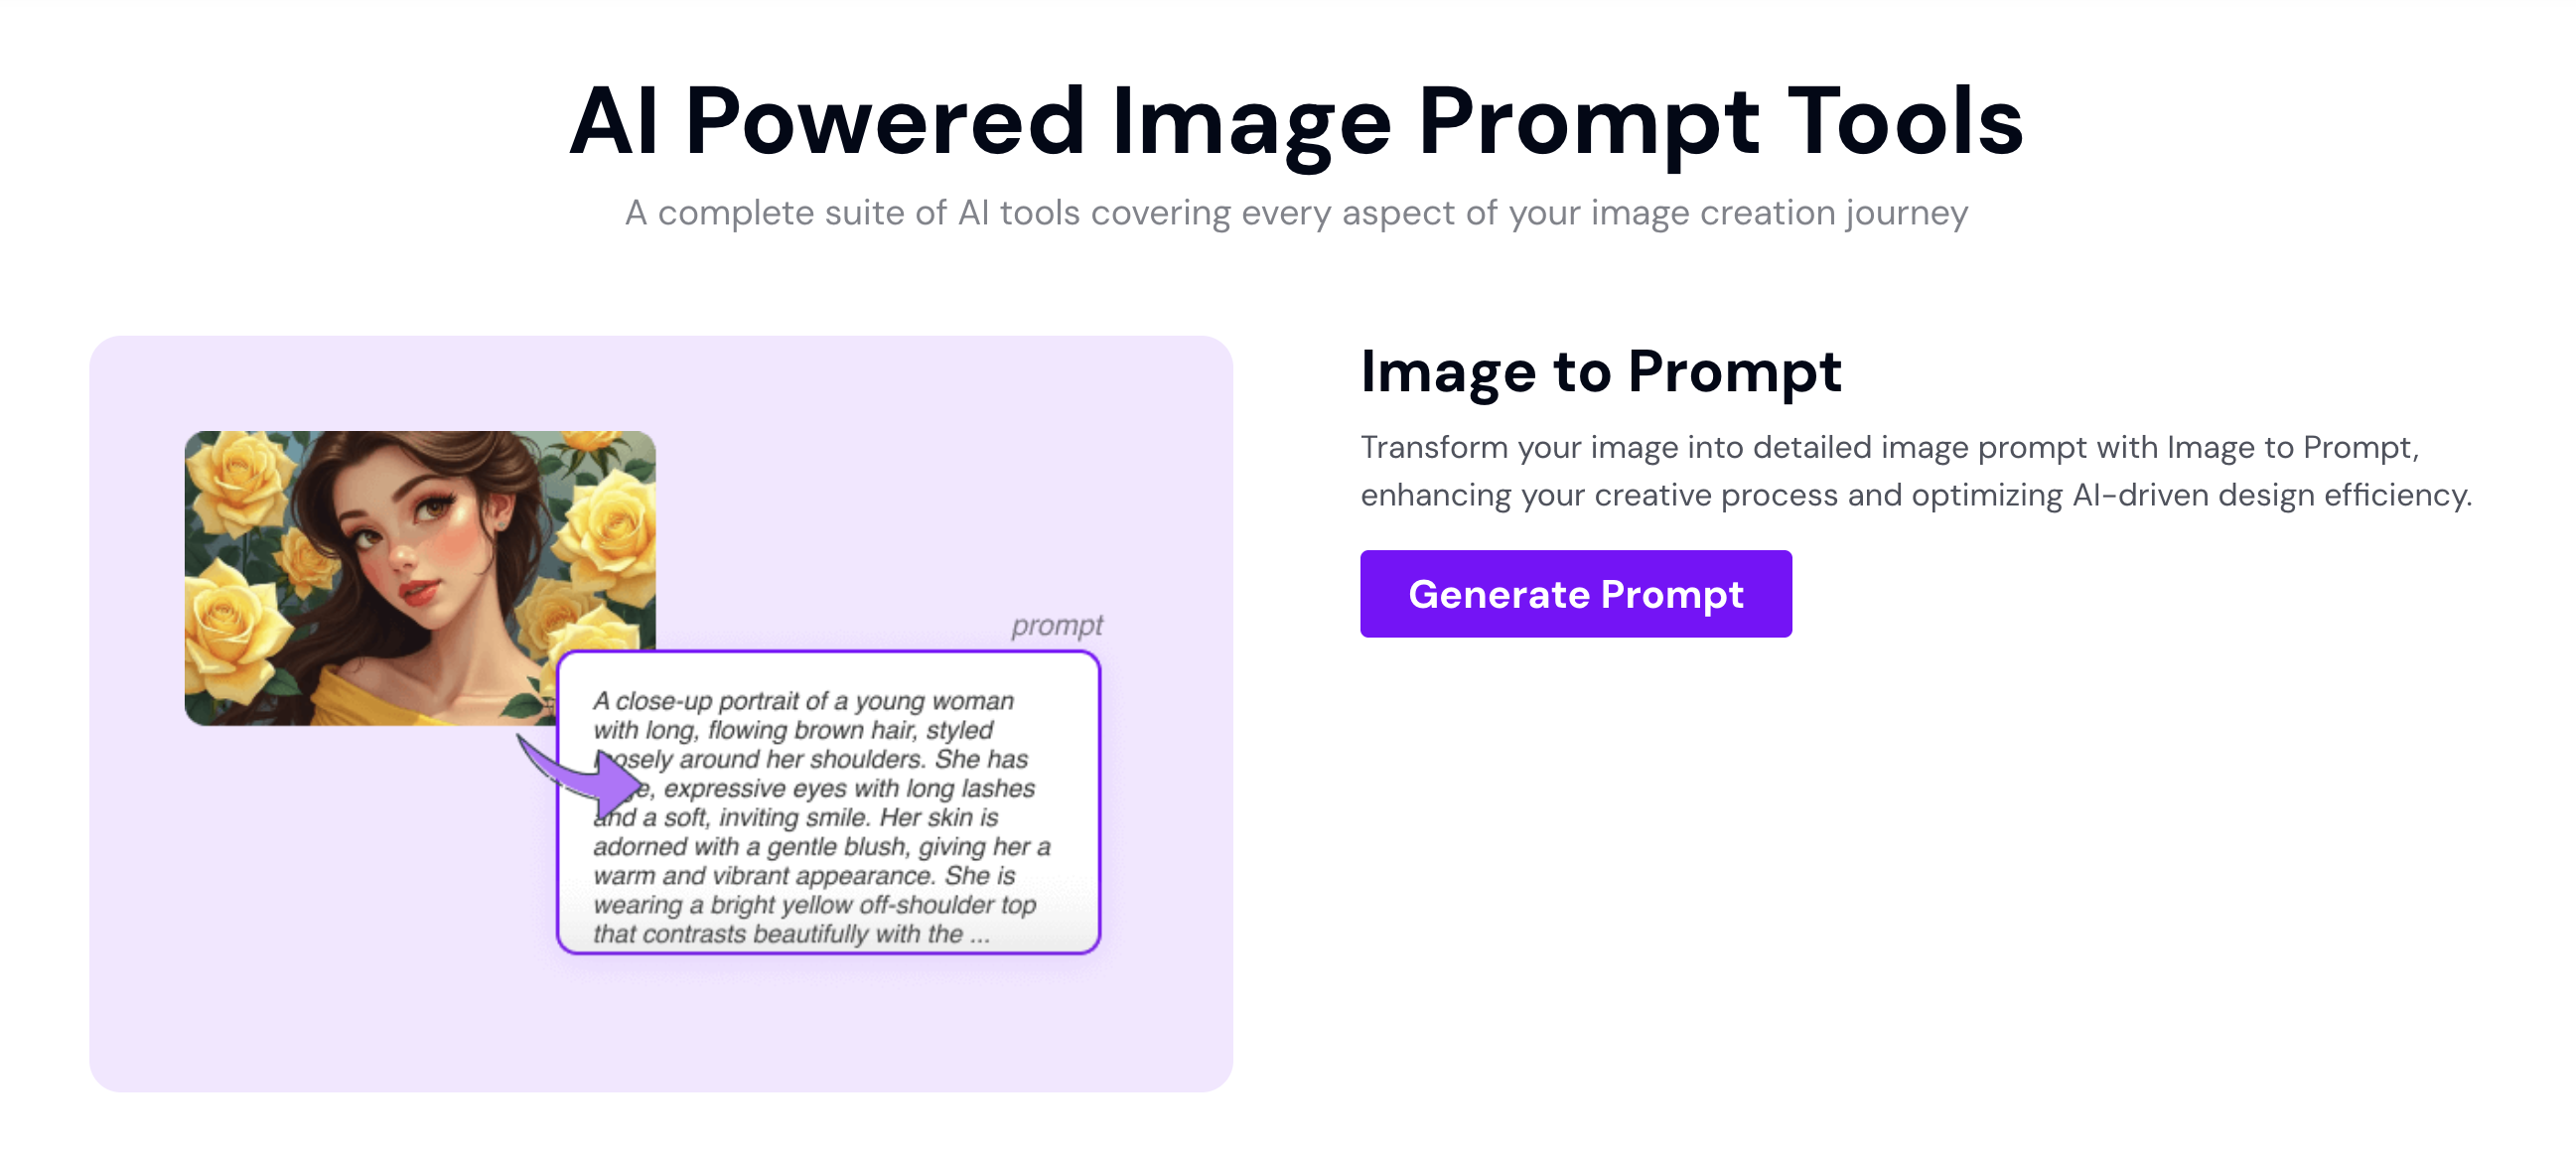 AI Powered Image Prompt Tools
A complete suite of AI tools covering every aspect of your image creation journey
prompt
A close-up portrait of a young woman
with long, flowing brown hair, styled
around her shoulders. She has
expressive eyes with long lashes
and a soft, inviting smile. Her skin is
adorned with a gentle blush, giving her a
warm and vibrant appearance. She is
wearing a bright yellow off-shoulder top
that contrasts beautifully with the ...
Image to Prompt
Transform your image into detailed image prompt with Image to Prompt,
enhancing your creative process and optimizing AI-driven design efficiency.
Generate Prompt